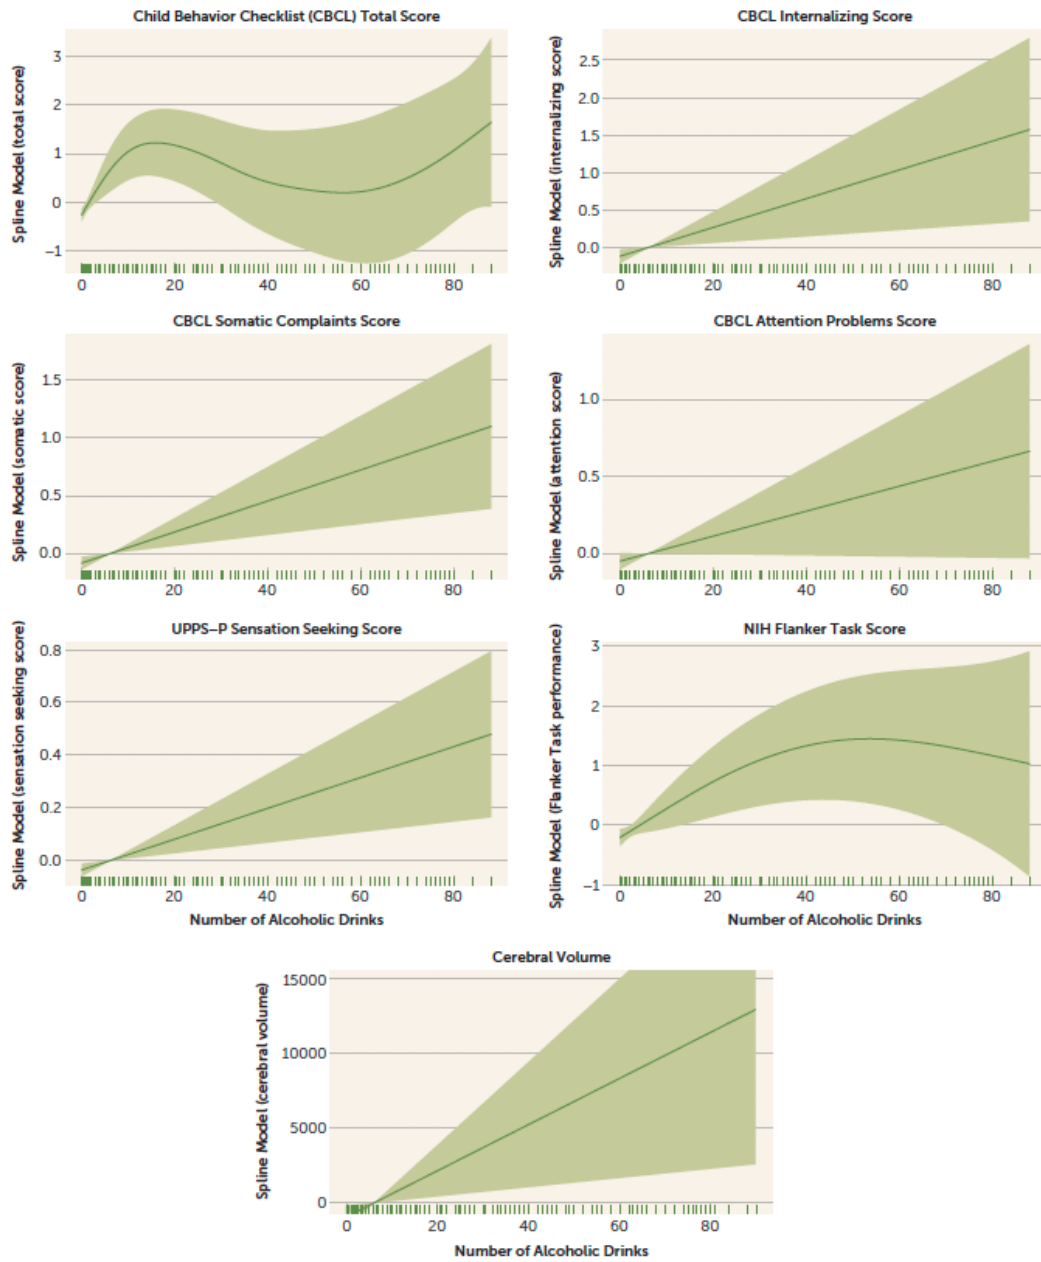 Child Behavior Checklist (CBCL) Total Score
Spline Model (total score)
3
2
1
0
−1
0 20 40 60 80
CBCL Internalizing Score
Spline Model (internalizing score)
2.5
2.0
1.5
1.0
0.5
0.0
0 20 40 60 80
CBCL Somatic Complaints Score
Spline Model (somatic score)
1.5
1.0
0.5
0.0
0 20 40 60 80
CBCL Attention Problems Score
Spline Model (attention score)
1.0
0.5
0.0
0 20 40 60 80
UPPS–P Sensation Seeking Score
Spline Model (sensation seeking score)
0.8
0.6
0.4
0.2
0.0
0 20 40 60 80
Number of Alcoholic Drinks
NIH Flanker Task Score
Spline Model (Flanker Task performance)
3
2
1
0
−1
0 20 40 60 80
Number of Alcoholic Drinks
Cerebral Volume
Spline Model (cerebral volume)
15000
10000
5000
0
0 20 40 60 80
Number of Alcoholic Drinks